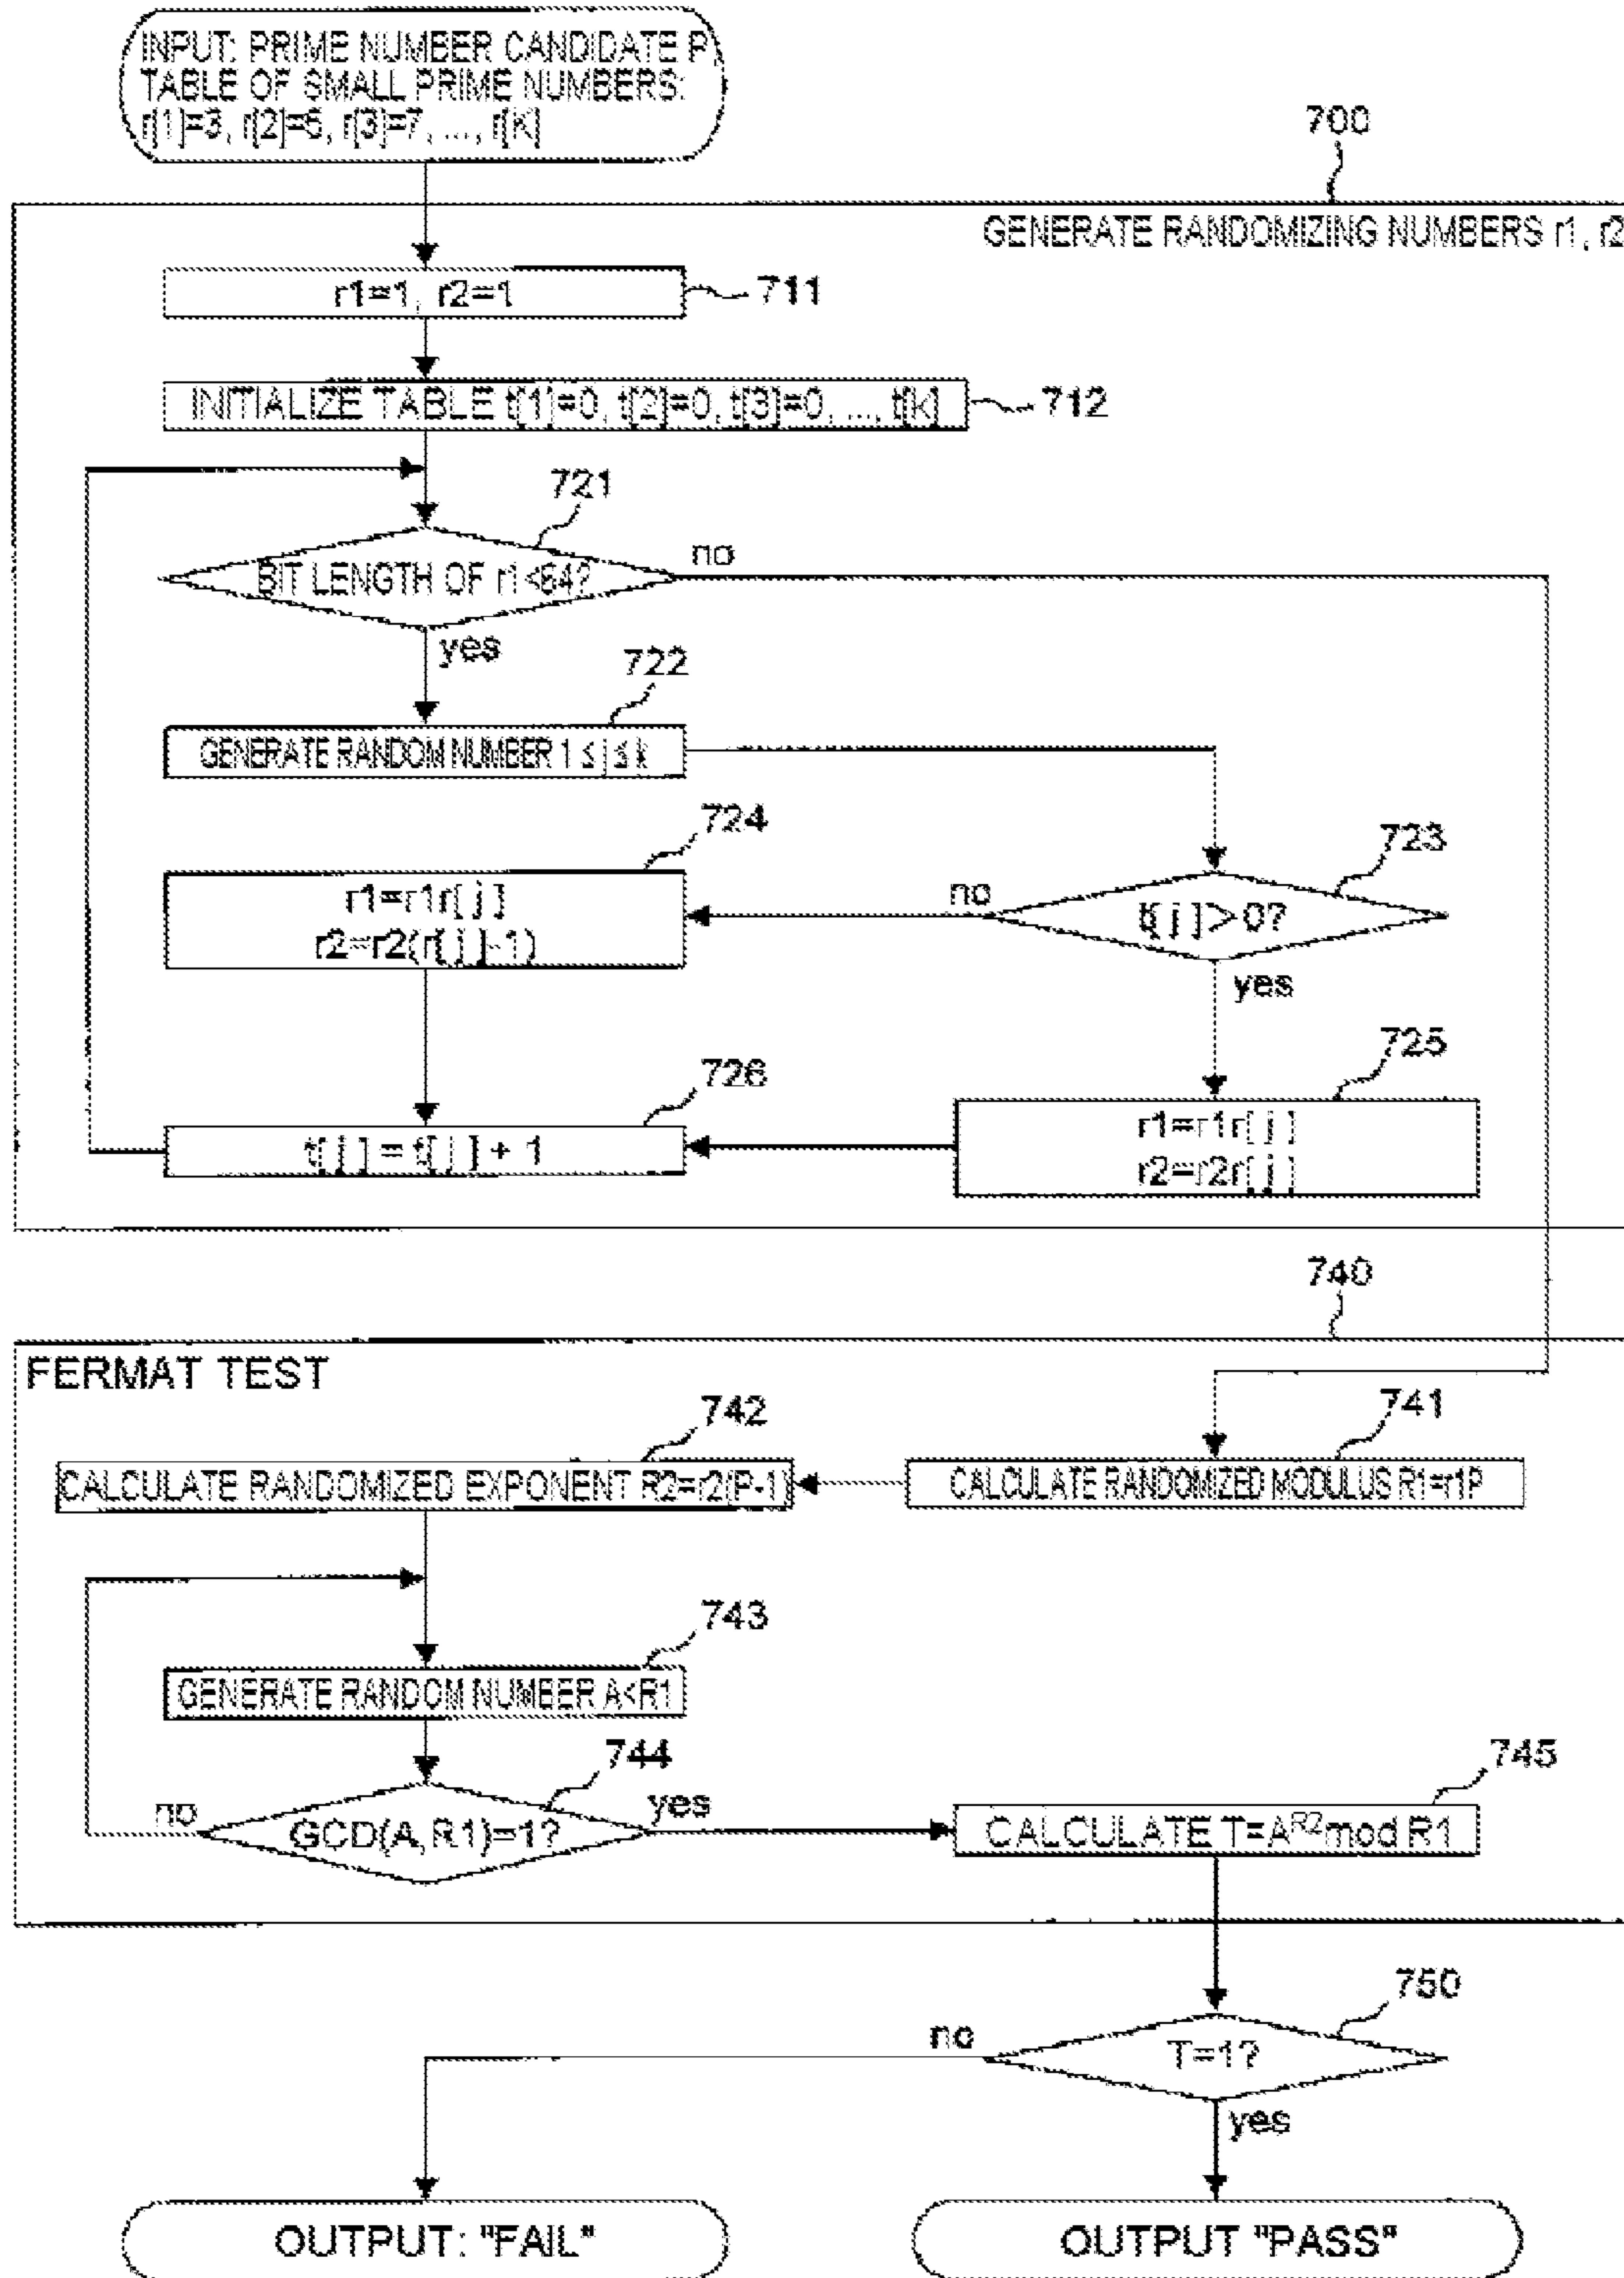 INPUT: PRIME NUMBER CANDIDATE P,
TABLE OF SMALL PRIME NUMBERS:
r[1]=3, r[2]=5, r[3]=7, ..., r[k]
700
GENERATE RANDOMIZING NUMBERS r1, r2
r1=1, r2=1
711
INITIALIZE TABLE t[1]=0, t[2]=0, t[3]=0, ..., t[k]
712
721
BIT LENGTH OF r1<64?
no
yes
722
GENERATE RANDOM NUMBER 1 ≤ j ≤ k
724
r1=r1r[ j ]
r2=r2(r[ j ]-1)
723
no
t[ j ]>0?
yes
725
r1=r1r[ j ]
r2=r2r[ j ]
726
t[ j ] = t[ j ] + 1
740
FERMAT TEST
741
CALCULATE RANDOMIZED MODULUS R1=r1P
742
CALCULATE RANDOMIZED EXPONENT R2=r2(P-1)
743
GENERATE RANDOM NUMBER A<R1
744
no
GCD(A,R1)=1?
yes
745
CALCULATE T=A^R2 mod R1
750
no
T=1?
yes
OUTPUT: "FAIL"
OUTPUT "PASS"